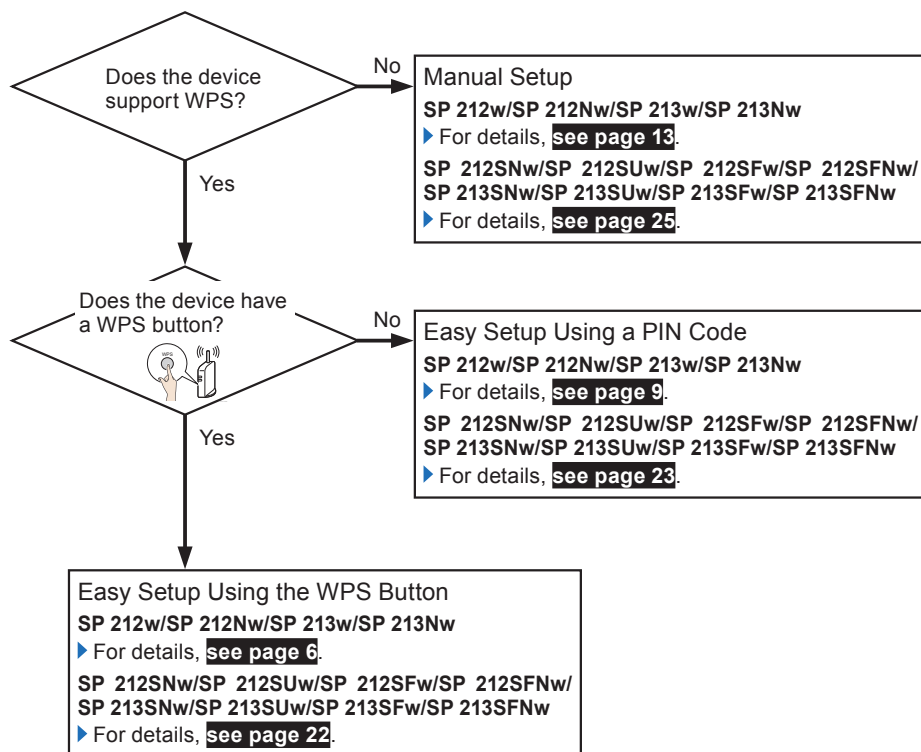 Does the device
support WPS?
No
Manual Setup
SP 212w/SP 212Nw/SP 213w/SP 213Nw
For details, see page 13.
SP 212SNw/SP 212SUw/SP 212SFw/SP 212SFNw/
SP 213SNw/SP 213SUw/SP 213SFw/SP 213SFNw
For details, see page 25.
Yes
Does the device have
a WPS button?
WPS
No
Easy Setup Using a PIN Code
SP 212w/SP 212Nw/SP 213w/SP 213Nw
For details, see page 9.
SP 212SNw/SP 212SUw/SP 212SFw/SP 212SFNw/
SP 213SNw/SP 213SUw/SP 213SFw/SP 213SFNw
For details, see page 23.
Yes
Easy Setup Using the WPS Button
SP 212w/SP 212Nw/SP 213w/SP 213Nw
For details, see page 6.
SP 212SNw/SP 212SUw/SP 212SFw/SP 212SFNw/
SP 213SNw/SP 213SUw/SP 213SFw/SP 213SFNw
For details, see page 22.